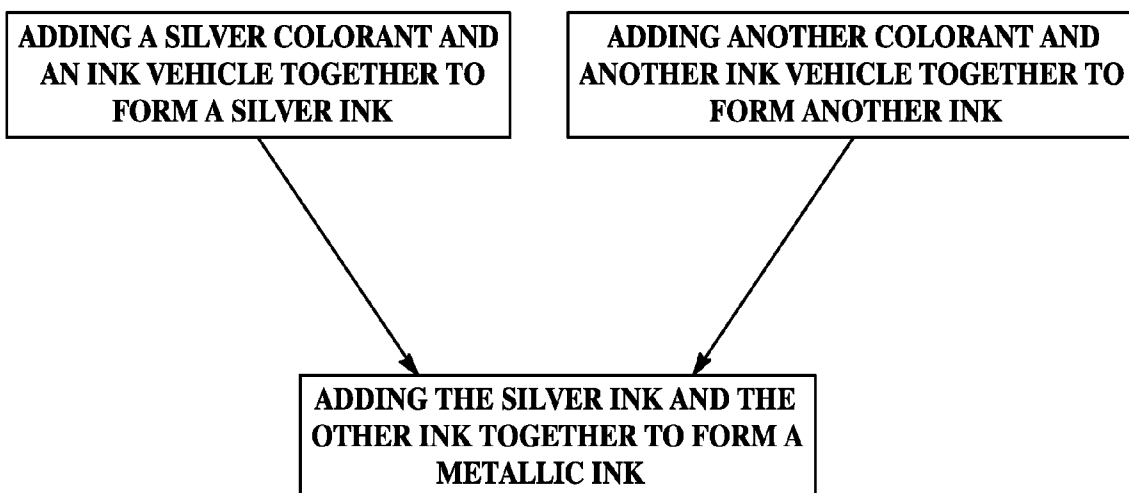 ADDING A SILVER COLORANT AND
AN INK VEHICLE TOGETHER TO
FORM A SILVER INK
ADDING ANOTHER COLORANT AND
ANOTHER INK VEHICLE TOGETHER TO
FORM ANOTHER INK
ADDING THE SILVER INK AND THE
OTHER INK TOGETHER TO FORM A
METALLIC INK